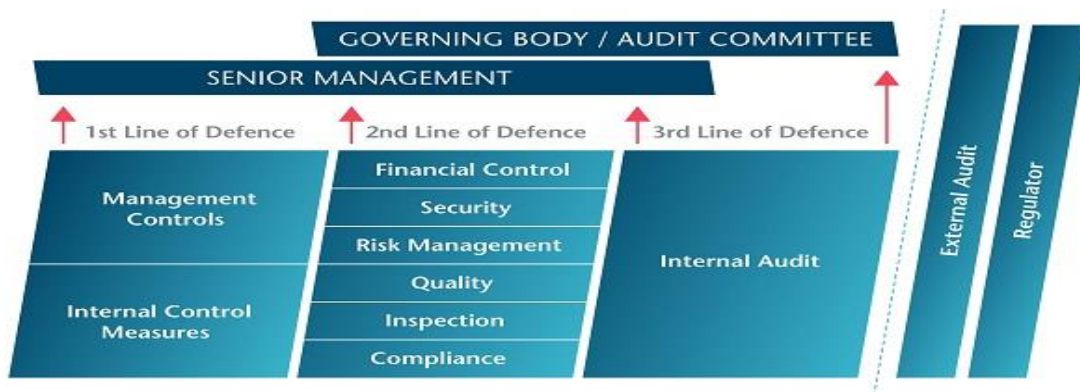 GOVERNING BODY / AUDIT COMMITTEE
SENIOR MANAGEMENT
1st Line of Defence
2nd Line of Defence
3rd Line of Defence
Management
Controls
Internal Control
Measures
Financial Control
Security
Risk Management
Quality
Inspection
Compliance
Internal Audit
External Audit
Regulator